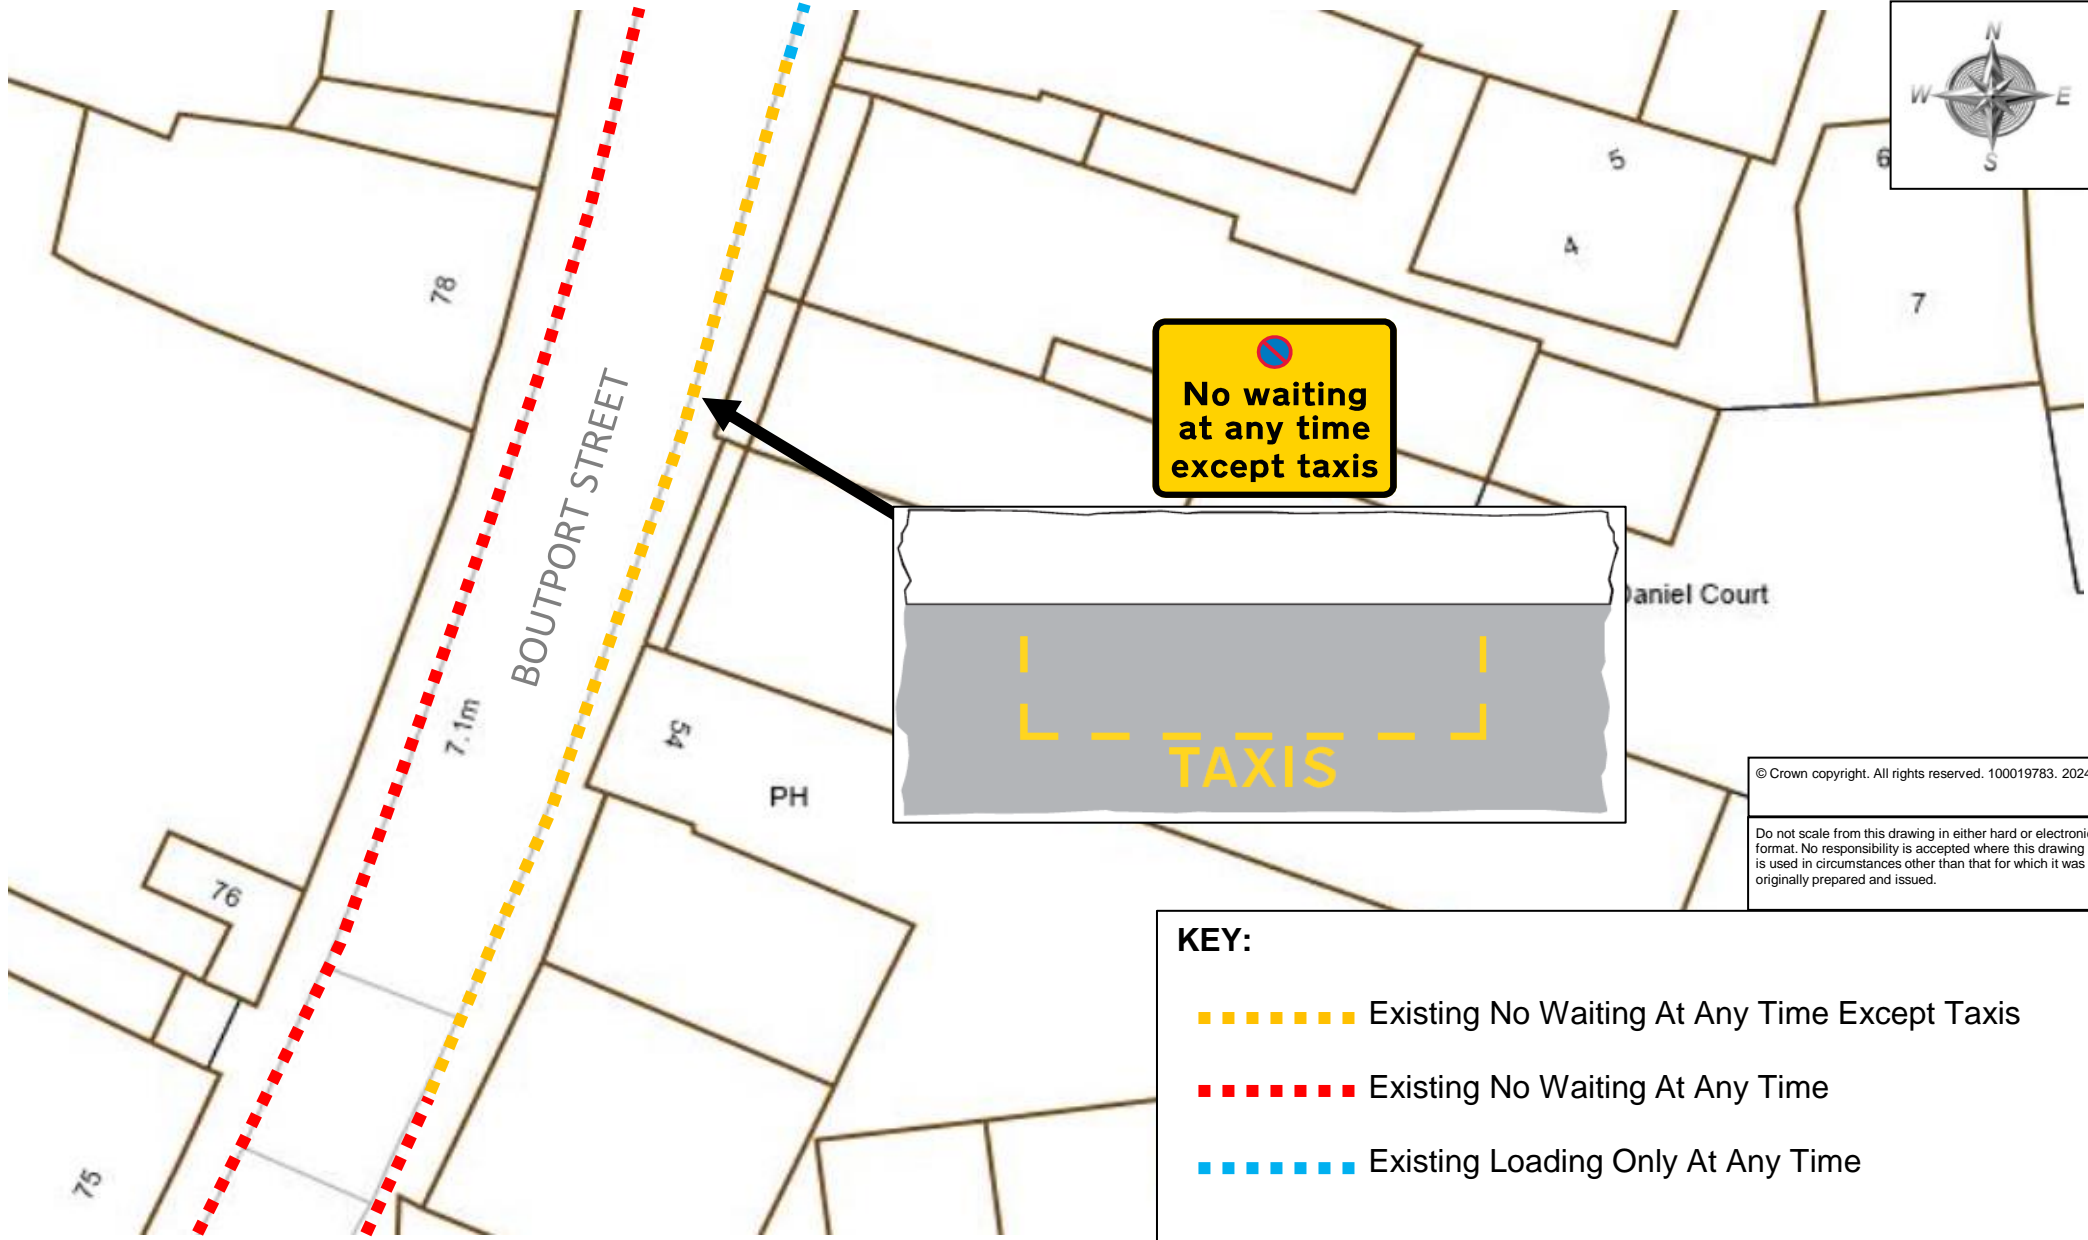 N
W
E
S
5
6
4
7
78
No waiting
at any time
except taxis
BOUTPORT STREET
Daniel Court
7.1m
54
TAXIS
© Crown copyright. All rights reserved. 100019783. 2024
PH
Do not scale from this drawing in either hard or electronic
format. No responsibility is accepted where this drawing
is used in circumstances other than that for which it was
originally prepared and issued.
76
KEY:
Existing No Waiting At Any Time Except Taxis
Existing No Waiting At Any Time
75
Existing Loading Only At Any Time